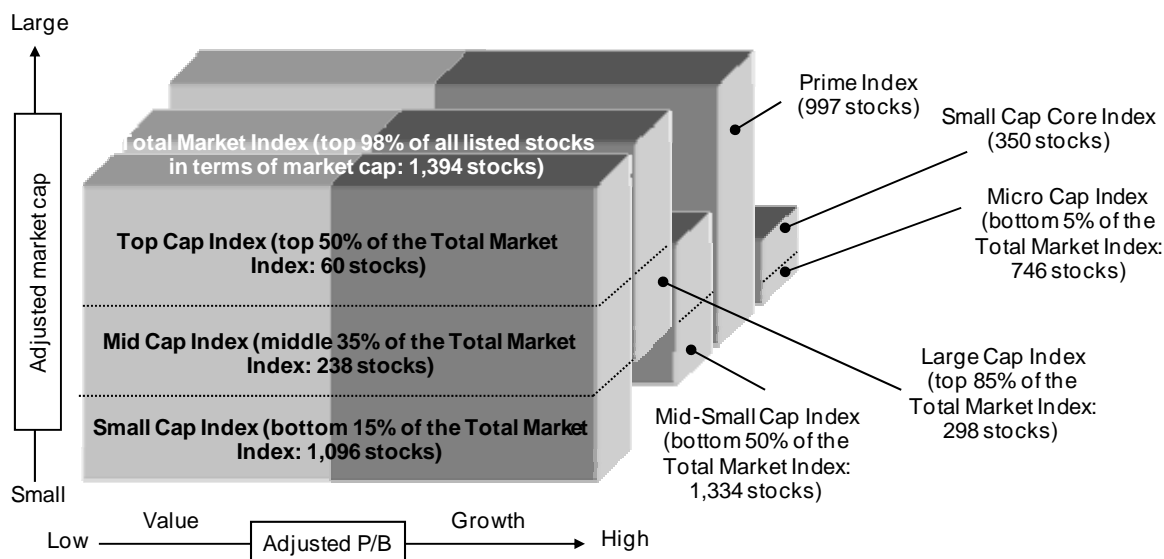 Large
Adjusted market cap
Small
Total Market Index (top 98% of all listed stocks
in terms of market cap: 1,394 stocks)
Top Cap Index (top 50% of the Total Market
Index: 60 stocks)
Mid Cap Index (middle 35% of the Total Market
Index: 238 stocks)
Small Cap Index (bottom 15% of the Total Market
Index: 1,096 stocks)
Prime Index
(997 stocks)
Small Cap Core Index
(350 stocks)
Micro Cap Index
(bottom 5% of the
Total Market Index:
746 stocks)
Large Cap Index
(top 85% of the
Total Market Index:
298 stocks)
Mid-Small Cap Index
(bottom 50% of the
Total Market Index:
1,334 stocks)
Low
Value
Adjusted P/B
Growth
High